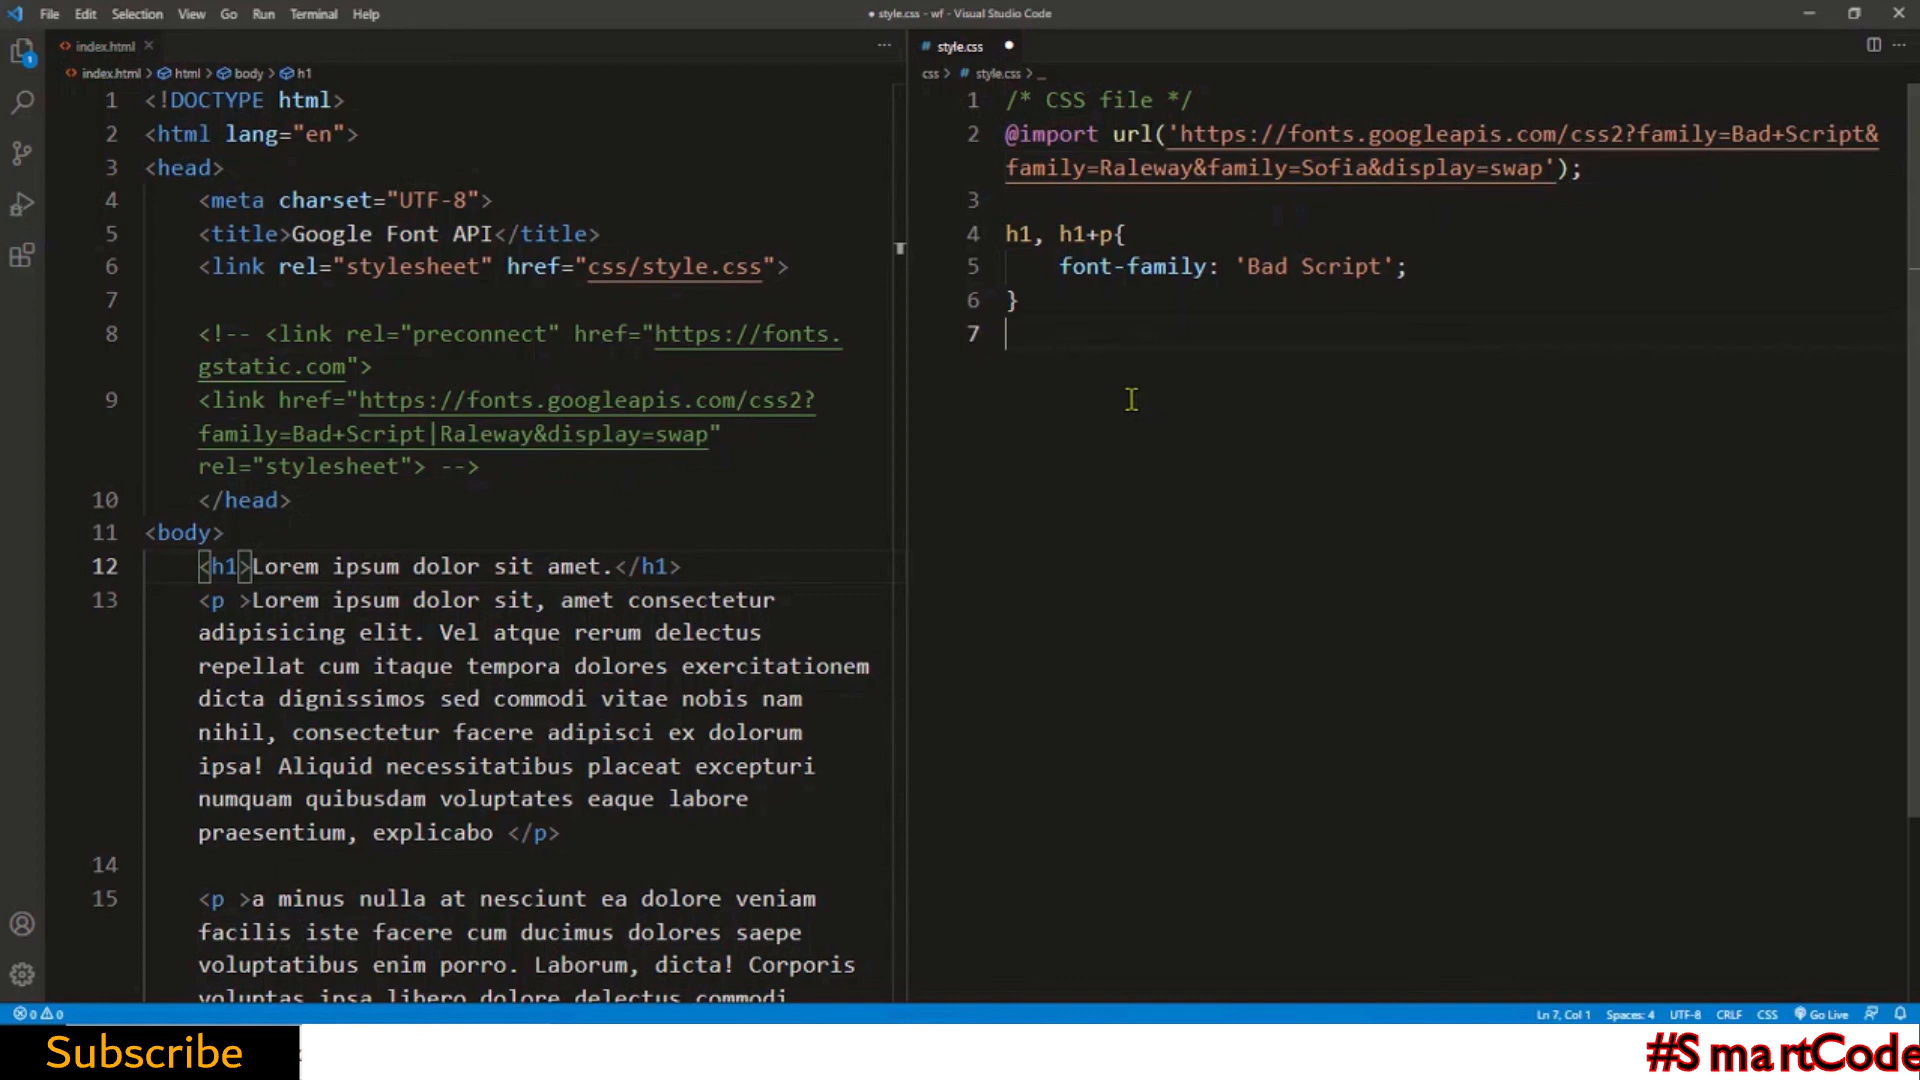 File Edit Selection View Go Run Terminal Help
● style.css - wf - Visual Studio Code
index.html
index.html > html > body > h1
1 <!DOCTYPE html>
2 <html lang="en">
3 <head>
4 <meta charset="UTF-8">
5 <title>Google Font API</title>
6 <link rel="stylesheet" href="css/style.css">
7
8 <!-- <link rel="preconnect" href="https://fonts.
gstatic.com">
9 <link href="https://fonts.googleapis.com/css2?
family=Bad+Script|Raleway&display=swap"
rel="stylesheet"> -->
10 </head>
11 <body>
12 <h1>Lorem ipsum dolor sit amet.</h1>
13 <p >Lorem ipsum dolor sit, amet consectetur
adipisicing elit. Vel atque rerum delectus
repellat cum itaque tempora dolores exercitationem
dicta dignissimos sed commodi vitae nobis nam
nihil, consectetur facere adipisci ex dolorum
ipsa! Aliquid necessitatibus placeat excepturi
numquam quibusdam voluptates eaque labore
praesentium, explicabo </p>
14
15 <p >a minus nulla at nesciunt ea dolore veniam
facilis iste facere cum ducimus dolores saepe
voluptatibus enim porro. Laborum, dicta! Corporis
voluptas ipsa libero dolore delectus commodi
# style.css ●
css > # style.css > _
1 /* CSS file */
2 @import url('https://fonts.googleapis.com/css2?family=Bad+Script&
family=Raleway&family=Sofia&display=swap');
3
4 h1, h1+p{
5 font-family: 'Bad Script';
6 }
7
0 0 Ln 7, Col 1 Spaces: 4 UTF-8 CRLF CSS Go Live
Subscribe
#SmartCode